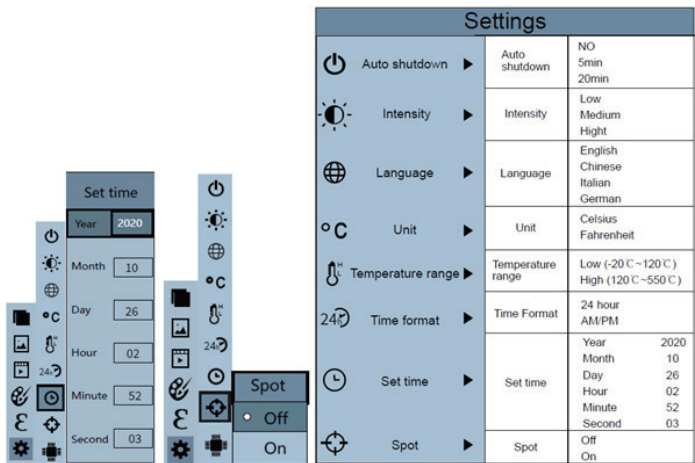 Set time
Year 2020
Month 10
Day 26
Hour 02
Minute 52
Second 03
°C
24h
ε
°C
24h
ε
Spot
Off
On
Settings
Auto shutdown
Auto shutdown
NO
5min
20min
Intensity
Intensity
Low
Medium
Hight
Language
Language
English
Chinese
Italian
German
°C Unit
Unit
Celsius
Fahrenheit
H
L
Temperature range
Temperature range
Low (-20℃~120℃)
High (120℃~550℃)
24h Time format
Time Format
24 hour
AM/PM
Set time
Set time
Year 2020
Month 10
Day 26
Hour 02
Minute 52
Second 03
Spot
Spot
Off
On